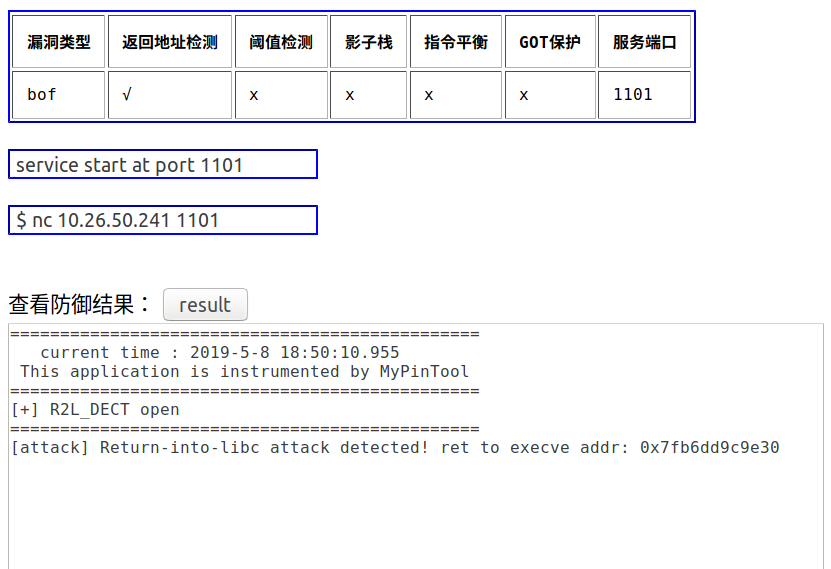 漏洞类型 返回地址检测 阈值检测 影子栈 指令平衡 GOT保护 服务端口
bof √ x x x x 1101
service start at port 1101
$ nc 10.26.50.241 1101
查看防御结果： result
===============================================
current time : 2019-5-8 18:50:10.955
This application is instrumented by MyPinTool
===============================================
[+] R2L_DECT open
===============================================
[attack] Return-into-libc attack detected! ret to execve addr: 0x7fb6dd9c9e30